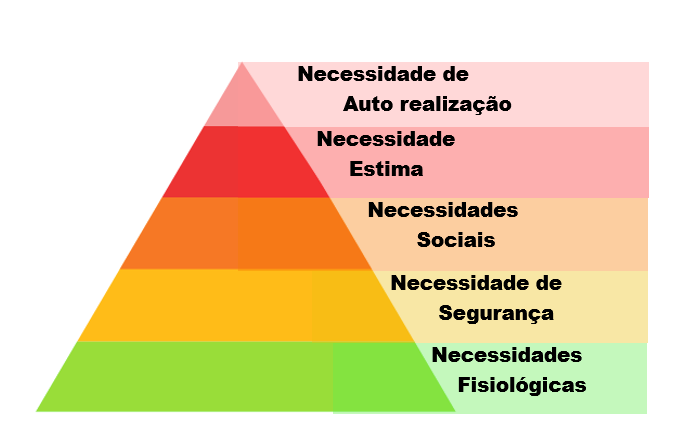 Necessidade de
Auto realização
Necessidade
Estima
Necessidades
Sociais
Necessidade de
Segurança
Necessidades
Fisiológicas